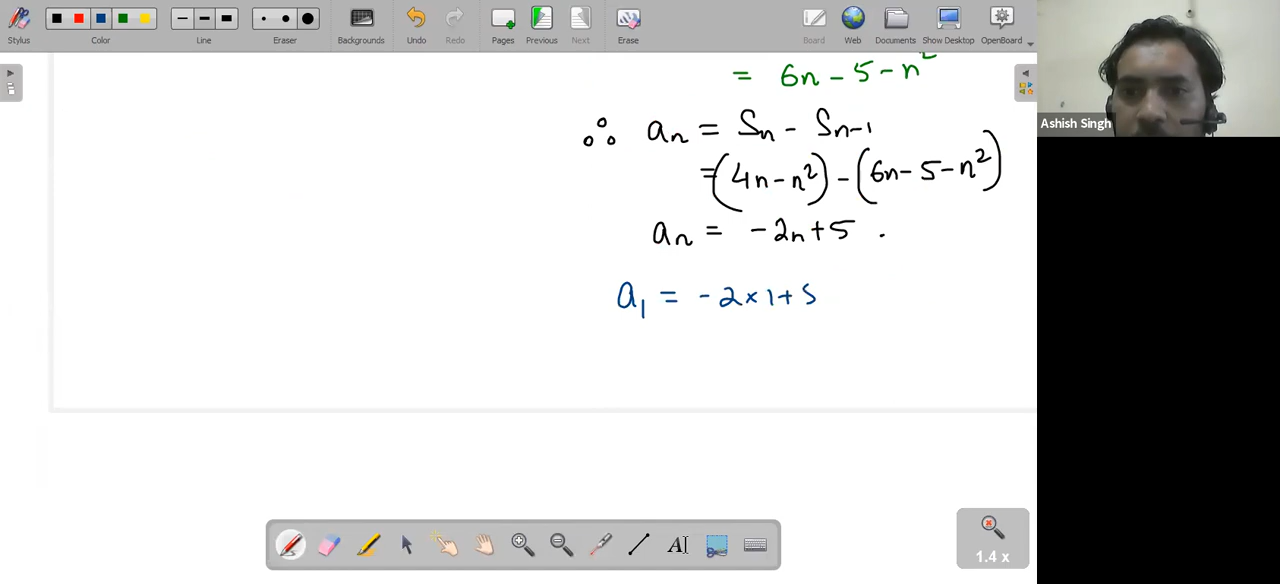 Stylus Color Line Eraser Backgrounds Undo Redo Pages Previous Next Erase Board Web Documents Show Desktop OpenBoard
Ashish Singh
= 6n - 5 - n²
∴ aₙ = Sₙ - Sₙ₋₁
= (4n - n²) - (6n - 5 - n²)
aₙ = -2n + 5 .
a₁ = -2 × 1 + 5
A
1.4 x